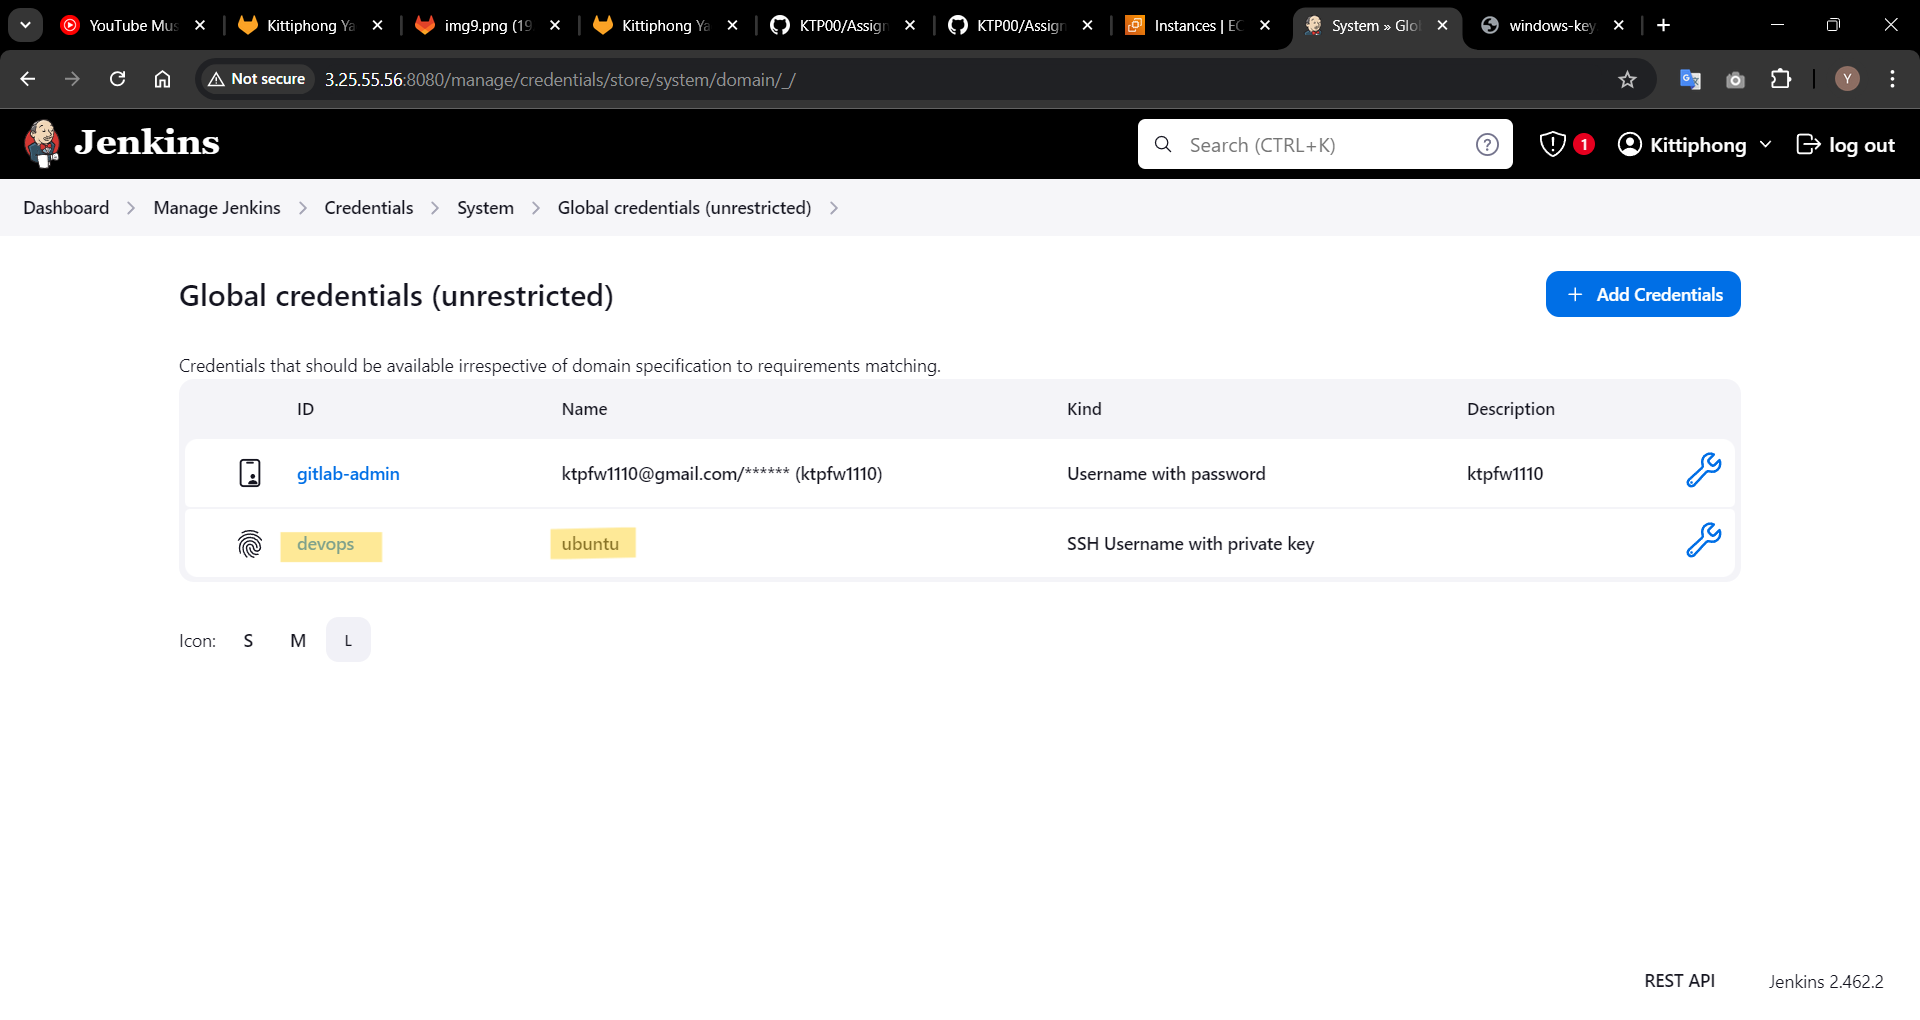 YouTube Mus
Kittiphong Ya
img9.png (19
Kittiphong Ya
KTP00/Assign
KTP00/Assign
Instances | EC
System » Glo
windows-key
Not secure
3.25.55.56:8080/manage/credentials/store/system/domain/_/
Y
Jenkins
Search (CTRL+K)
?
1
Kittiphong
log out
Dashboard
Manage Jenkins
Credentials
System
Global credentials (unrestricted)
Global credentials (unrestricted)
+ Add Credentials
Credentials that should be available irrespective of domain specification to requirements matching.
ID Name Kind Description
gitlab-admin ktpfw1110@gmail.com/****** (ktpfw1110) Username with password ktpfw1110
devops ubuntu SSH Username with private key
Icon: S M L
REST API Jenkins 2.462.2